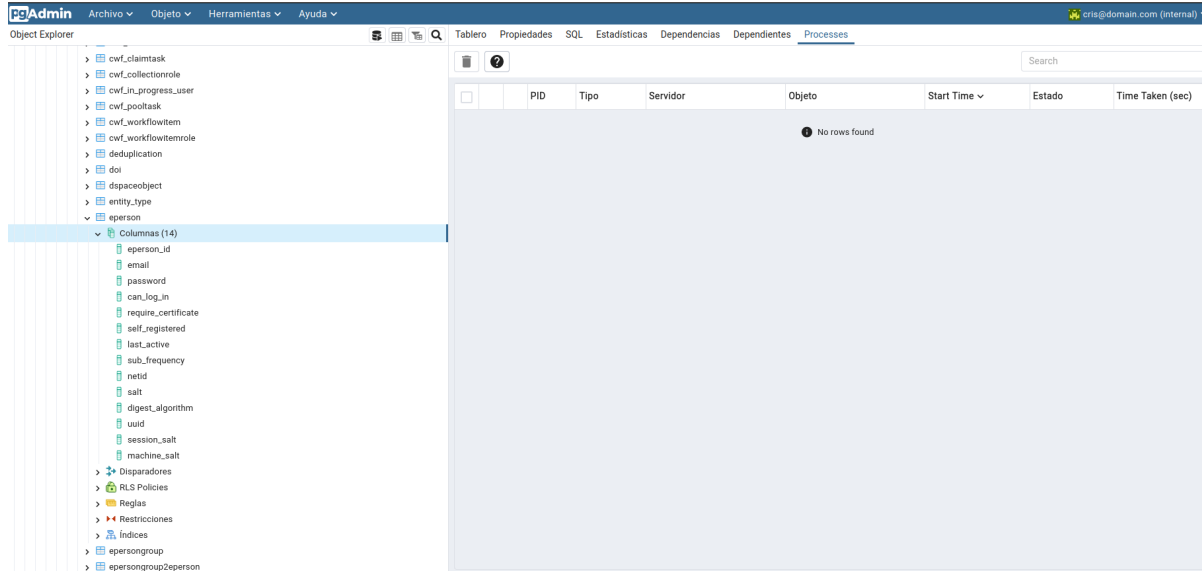 pgAdmin Archivo Objeto Herramientas Ayuda cris@domain.com (internal)
Object Explorer
Tablero Propiedades SQL Estadísticas Dependencias Dependientes Processes
Search
PID Tipo Servidor Objeto Start Time Estado Time Taken (sec)
No rows found
cwf_claimtask
cwf_collectionrole
cwf_in_progress_user
cwf_pooltask
cwf_workflowitem
cwf_workflowitemrole
deduplication
doi
dspaceobject
entity_type
eperson
Columnas (14)
eperson_id
email
password
can_log_in
require_certificate
self_registered
last_active
sub_frequency
netid
salt
digest_algorithm
uuid
session_salt
machine_salt
Disparadores
RLS Policies
Reglas
Restricciones
Índices
epersongroup
epersongroup2eperson